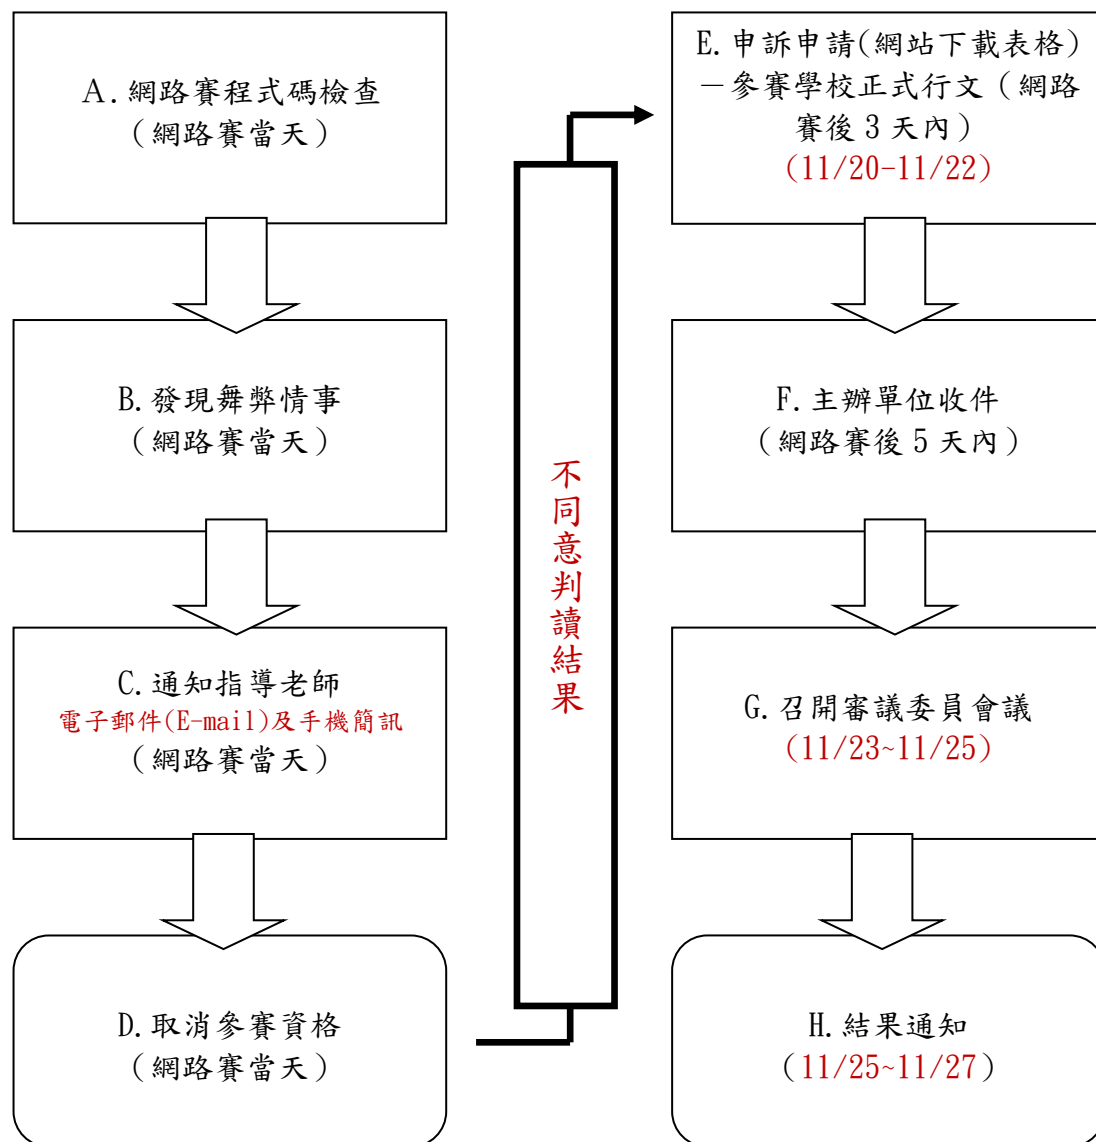 A.網路賽程式碼檢查
(網路賽當天)
B.發現舞弊情事
(網路賽當天)
C.通知指導老師
電子郵件(E-mail)及手機簡訊
(網路賽當天)
D.取消參賽資格
(網路賽當天)
不同意判讀結果
E.申訴申請(網站下載表格)
－參賽學校正式行文(網路
賽後3天內)
(11/20-11/22)
F.主辦單位收件
(網路賽後5天內)
G.召開審議委員會議
(11/23~11/25)
H.結果通知
(11/25~11/27)